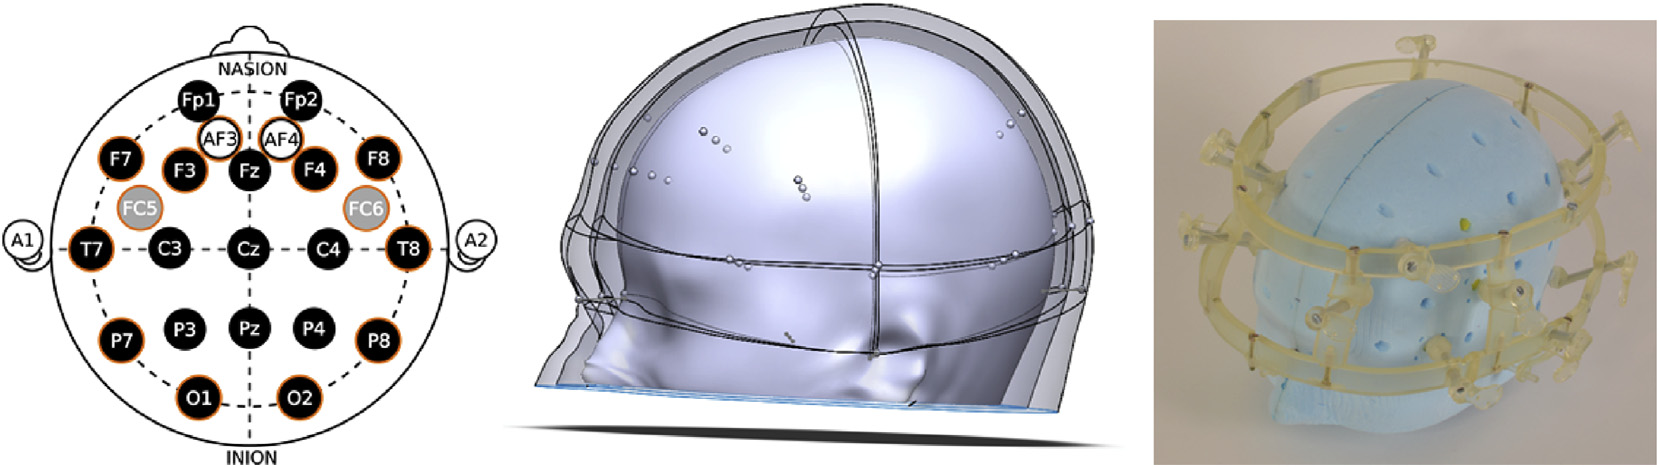 NASION
Fp1 Fp2
AF3 AF4
F7 F3 Fz F4 F8
FC5 FC6
A1 T7 C3 Cz C4 T8 A2
P7 P3 Pz P4 P8
O1 O2
INION